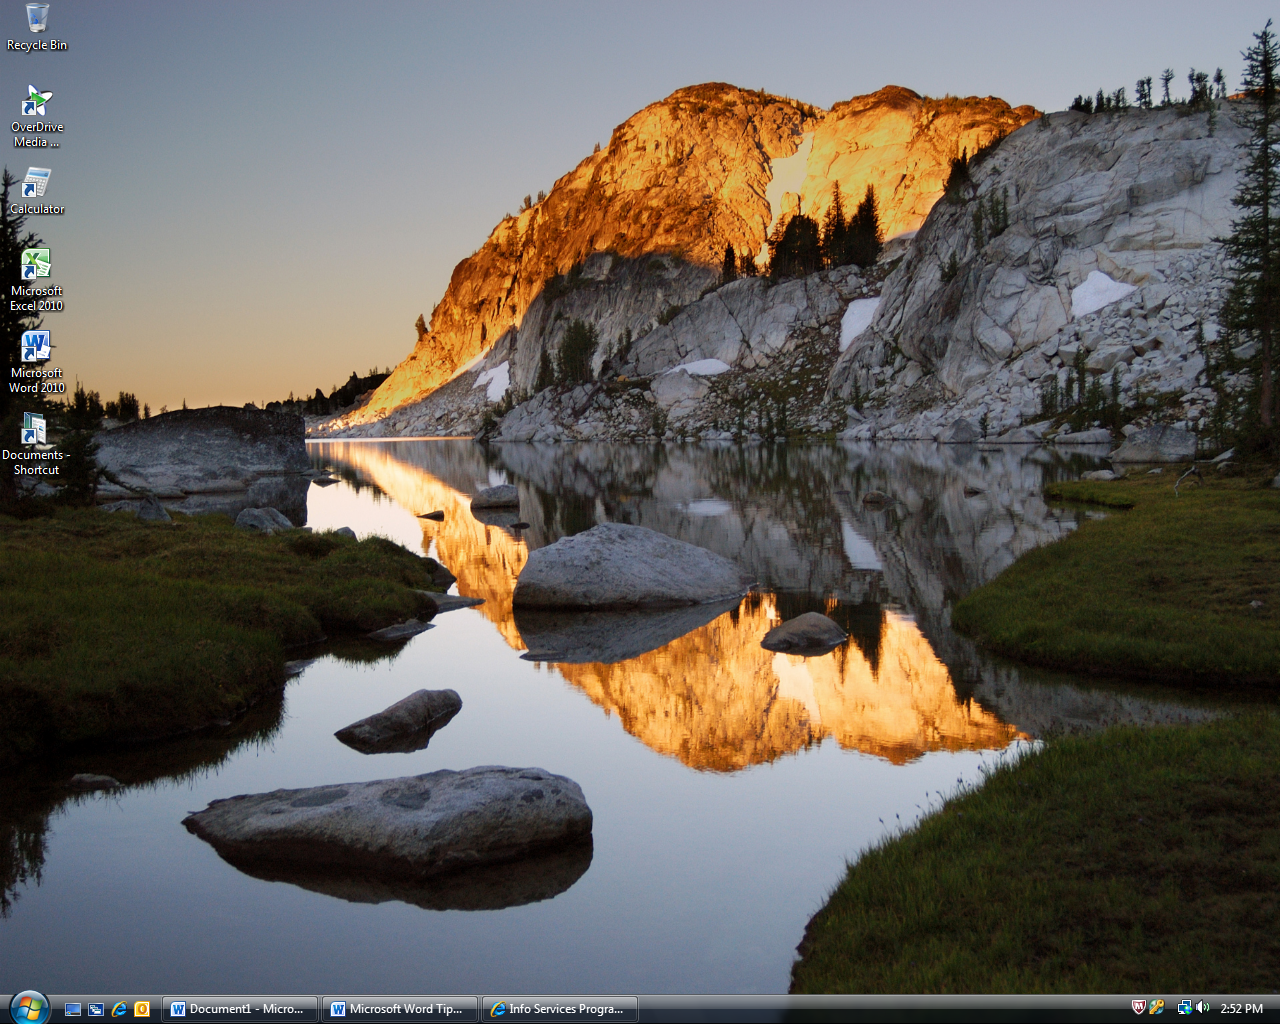 Recycle Bin
OverDrive
Media ...
Calculator
Microsoft
Excel 2010
Microsoft
Word 2010
Documents -
Shortcut
Document1 - Micro...
Microsoft Word Tip...
Info Services Progra...
2:52 PM